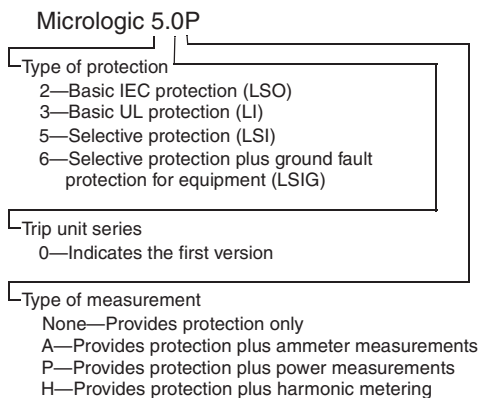 Micrologic 5.0P
Type of protection
2—Basic IEC protection (LSO)
3—Basic UL protection (LI)
5—Selective protection (LSI)
6—Selective protection plus ground fault
protection for equipment (LSIG)
Trip unit series
0—Indicates the first version
Type of measurement
None—Provides protection only
A—Provides protection plus ammeter measurements
P—Provides protection plus power measurements
H—Provides protection plus harmonic metering